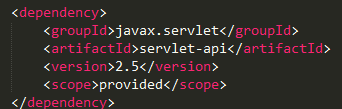 <dependency>
    <groupId>javax.servlet</groupId>
    <artifactId>servlet-api</artifactId>
    <version>2.5</version>
    <scope>provided</scope>
</dependency>